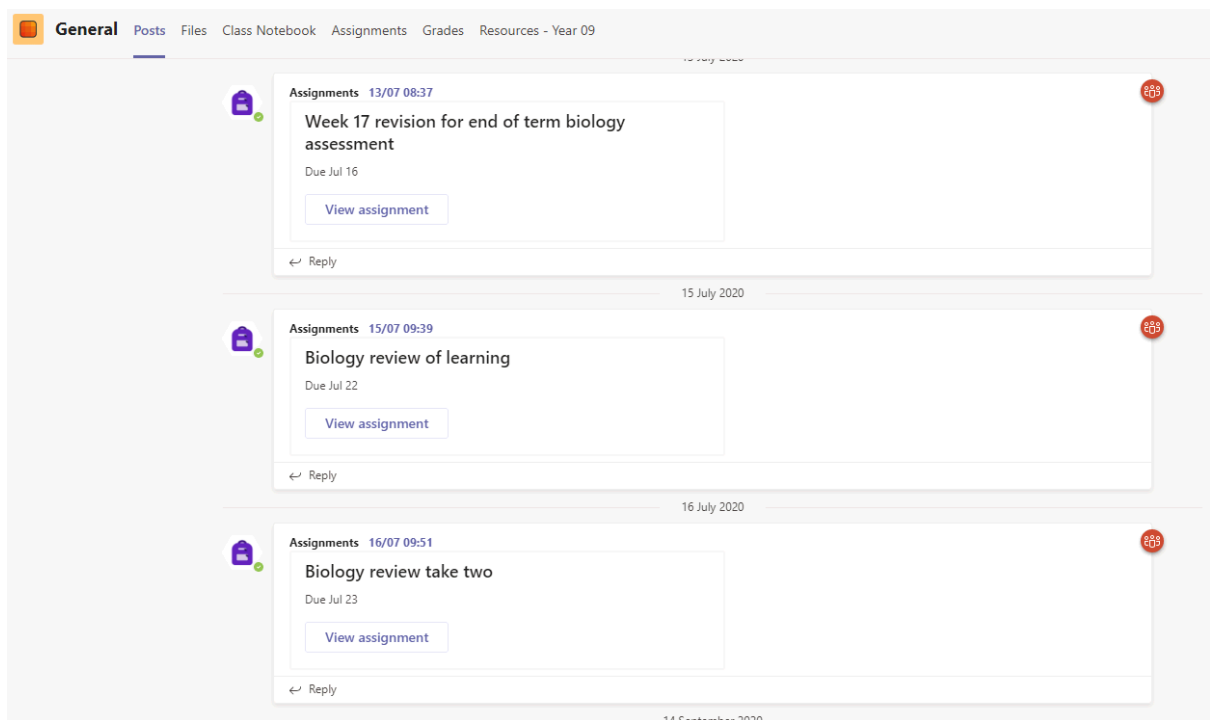 General Posts Files Class Notebook Assignments Grades Resources - Year 09
Assignments 13/07 08:37
Week 17 revision for end of term biology
assessment
Due Jul 16
View assignment
Reply
15 July 2020
Assignments 15/07 09:39
Biology review of learning
Due Jul 22
View assignment
Reply
16 July 2020
Assignments 16/07 09:51
Biology review take two
Due Jul 23
View assignment
Reply
14 September 2020